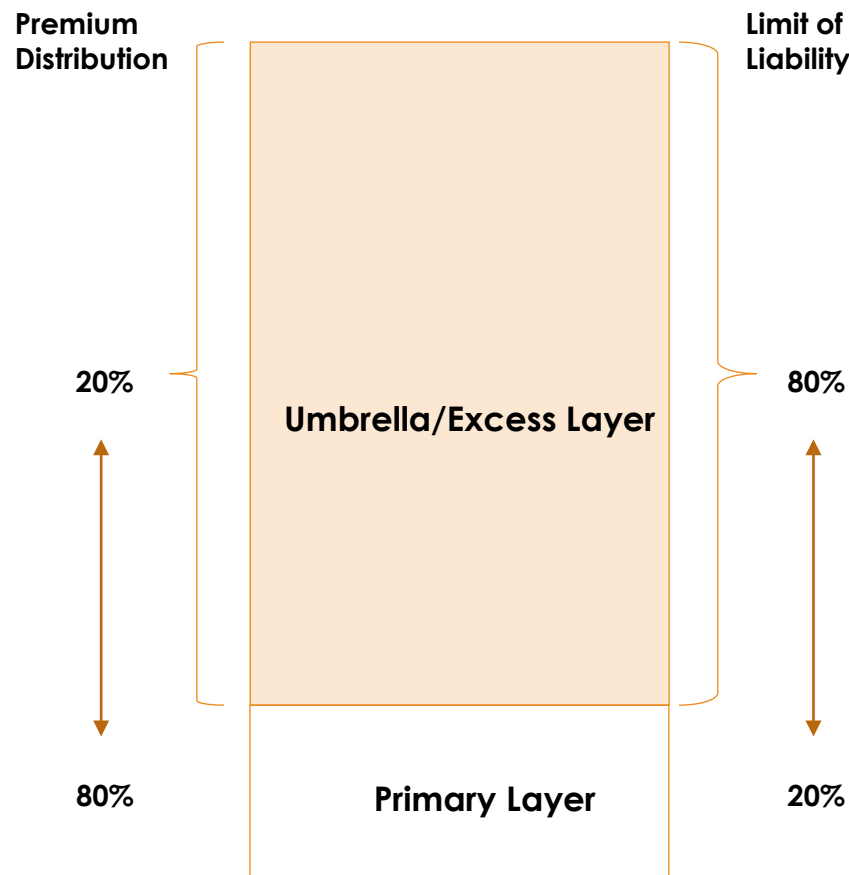 Premium
Distribution
Limit of
Liability
20%
80%
Umbrella/Excess Layer
80%
Primary Layer
20%